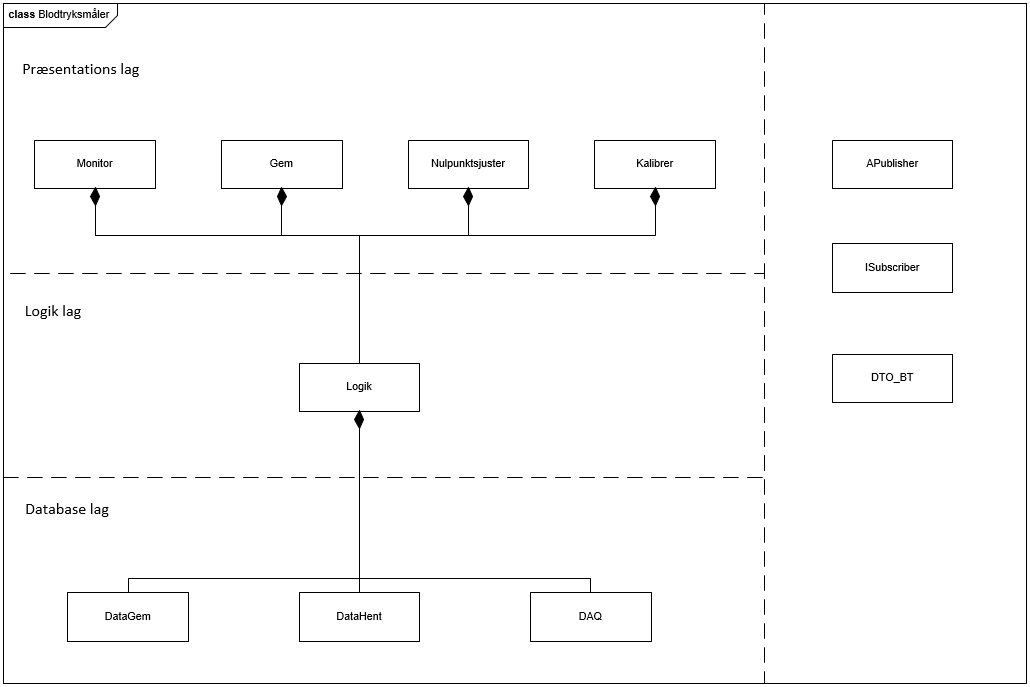 class Blodtryksmåler
Præsentations lag
Monitor
Gem
Nulpunktsjuster
Kalibrer
APublisher
ISubscriber
Logik lag
Logik
DTO_BT
Database lag
DataGem
DataHent
DAQ